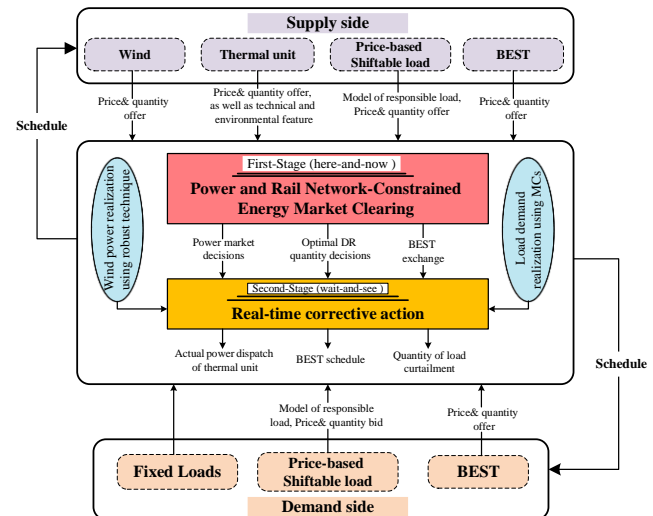 Supply side
Wind
Thermal unit
Price-based
Shiftable load
BEST
Price& quantity
offer
Price& quantity offer,
as well as technical and
environmental feature
Model of responsible load,
Price& quantity offer
Price& quantity
offer
Schedule
First-Stage (here-and-now )
Power and Rail Network-Constrained
Energy Market Clearing
Wind power realization
using robust technique
Load demand
realization using MCs
Power market
decisions
Optimal DR
quantity decisions
BEST
exchange
Second-Stage (wait-and-see )
Real-time corrective action
Actual power dispatch
of thermal unit
BEST schedule
Quantity of load
curtailment
Schedule
Model of responsible
load, Price& quantity bid
Price& quantity
offer
Fixed Loads
Price-based
Shiftable load
BEST
Demand side